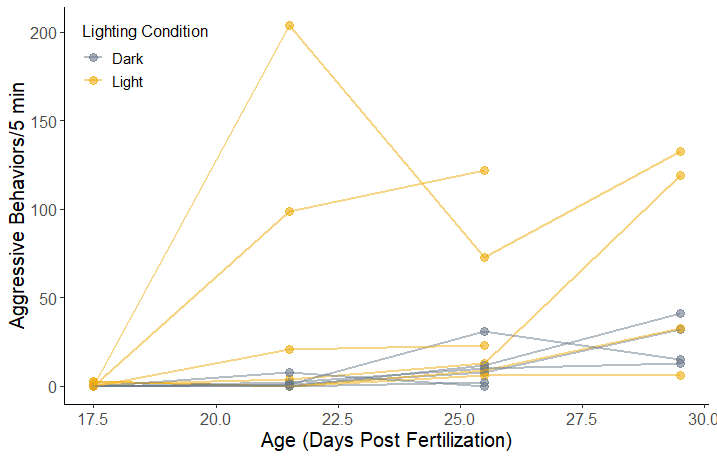 Lighting Condition
Dark
Light
Aggressive Behaviors/5 min
200
150
100
50
0
17.5 20.0 22.5 25.0 27.5 30.0
Age (Days Post Fertilization)